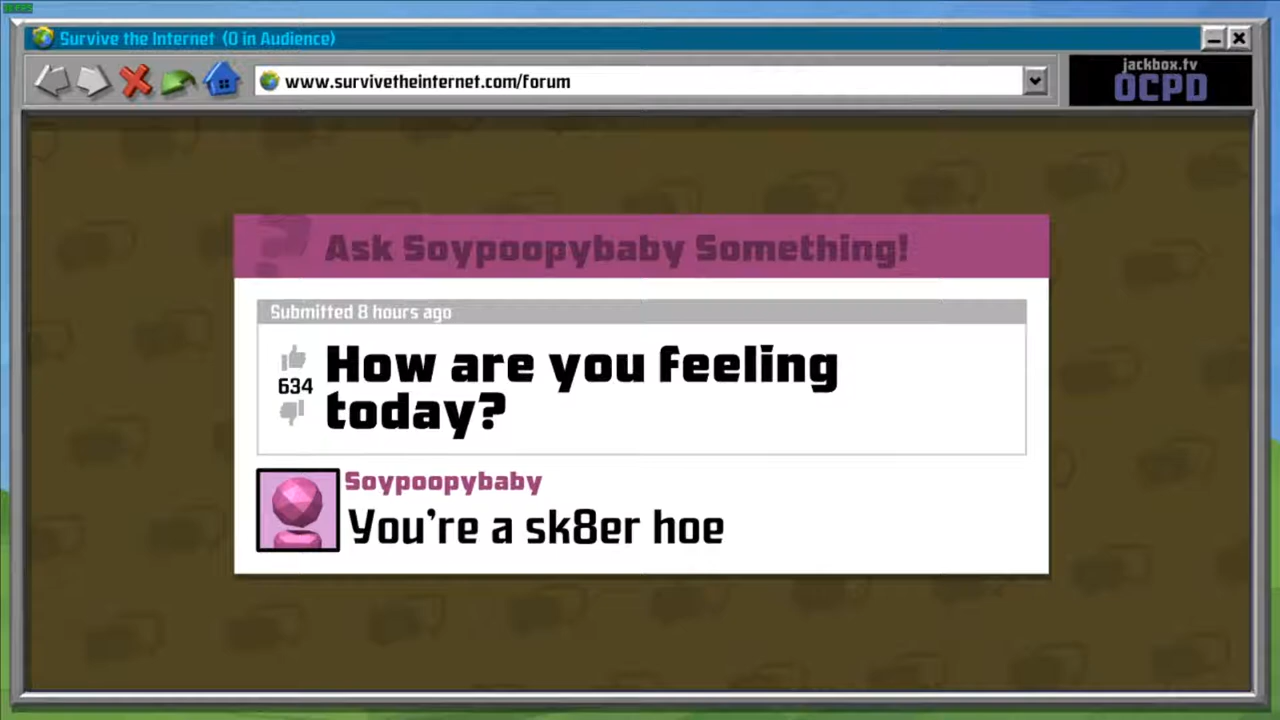 Survive the Internet (0 in Audience)
www.survivetheinternet.com/forum
jackbox.tv
OCPD
Ask Soypoopybaby Something!
Submitted 8 hours ago
How are you feeling
634
today?
Soypoopybaby
You're a sk8er hoe